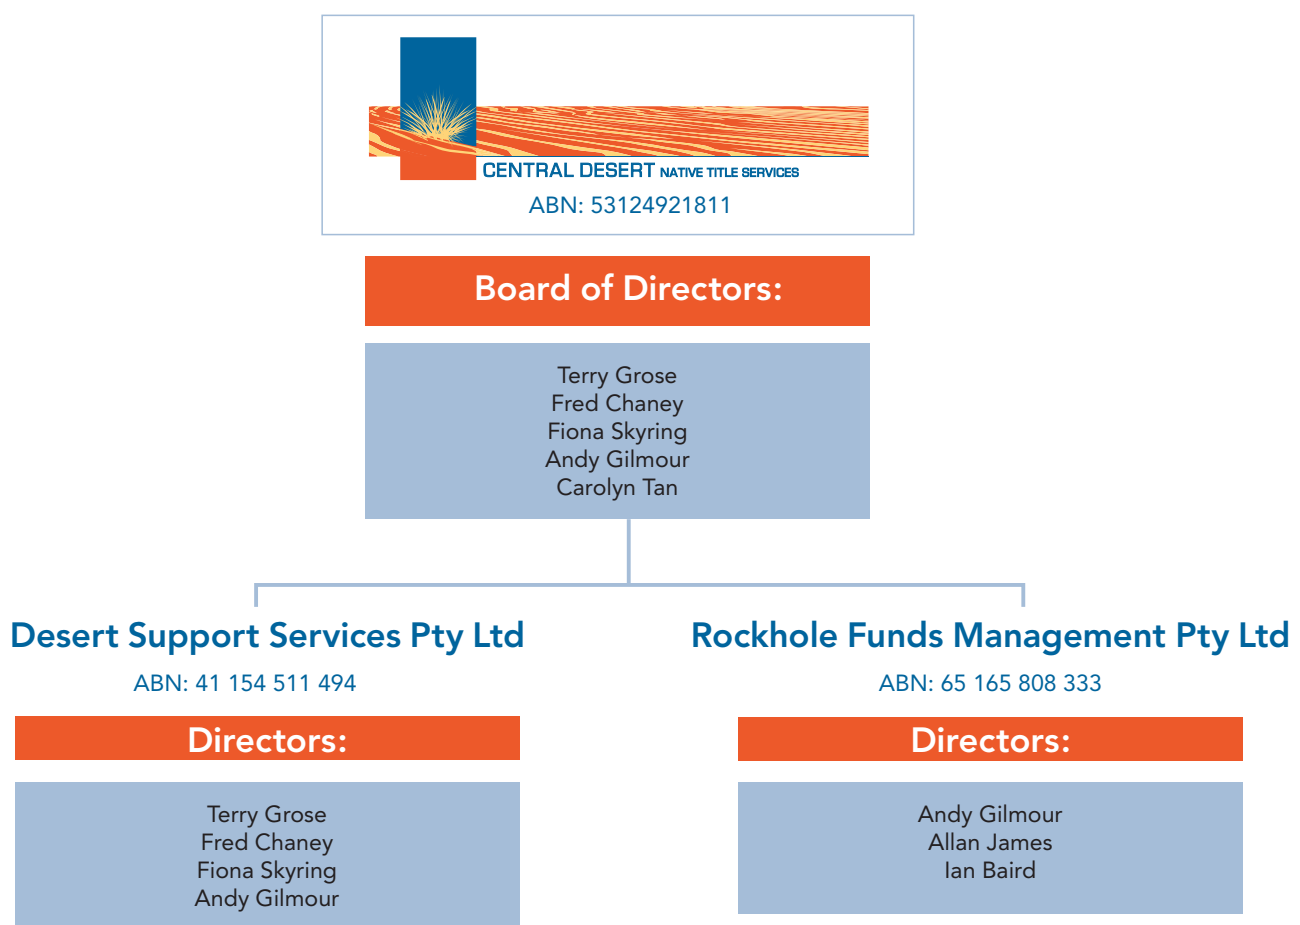 CENTRAL DESERT NATIVE TITLE SERVICES
ABN: 53124921811
Board of Directors:
Terry Grose
Fred Chaney
Fiona Skyring
Andy Gilmour
Carolyn Tan
Desert Support Services Pty Ltd
ABN: 41 154 511 494
Directors:
Terry Grose
Fred Chaney
Fiona Skyring
Andy Gilmour
Rockhole Funds Management Pty Ltd
ABN: 65 165 808 333
Directors:
Andy Gilmour
Allan James
Ian Baird